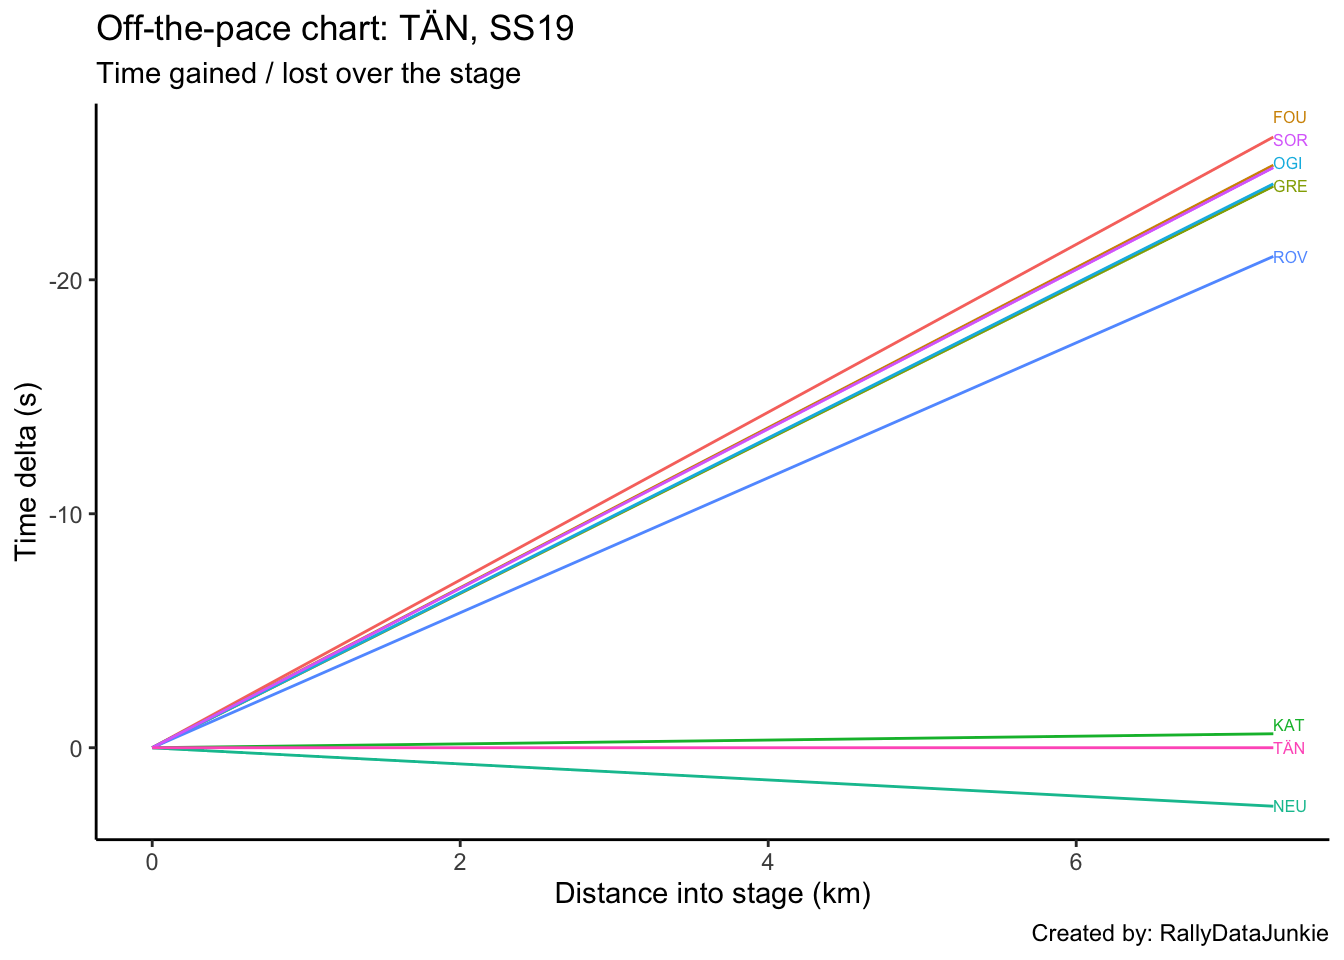 Off-the-pace chart: TÄN, SS19
Time gained / lost over the stage
FOU
SOR
OGI
GRE
ROV
KAT
TÄN
NEU
-20
-10
0
Time delta (s)
0 2 4 6
Distance into stage (km)
Created by: RallyDataJunkie